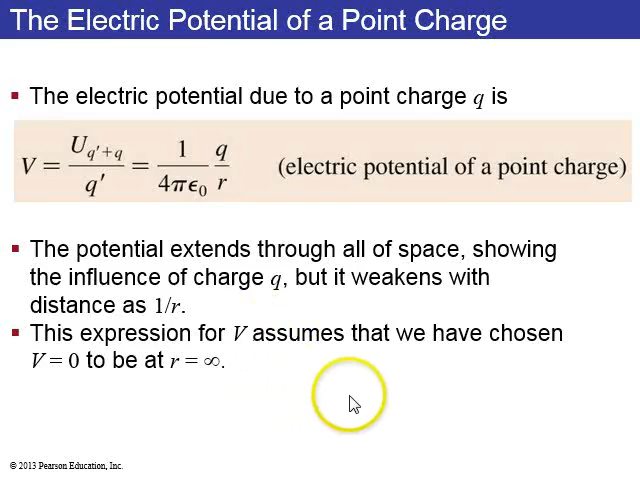 The Electric Potential of a Point Charge
▪ The electric potential due to a point charge q is
V = U_{q'+q} / q' = 1 / 4πϵ₀ q / r (electric potential of a point charge)
▪ The potential extends through all of space, showing
the influence of charge q, but it weakens with
distance as 1/r.
▪ This expression for V assumes that we have chosen
V = 0 to be at r = ∞.
© 2013 Pearson Education, Inc.